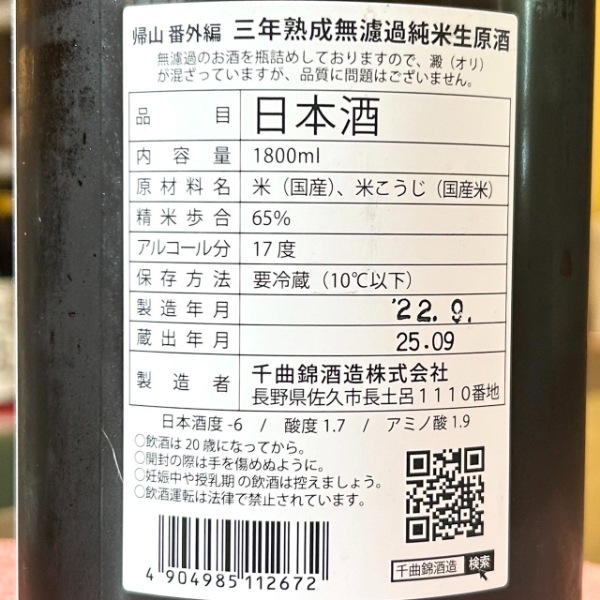 帰山 番外編 三年熟成無濾過純米生原酒
無濾過のお酒を瓶詰めしておりますので、澱（オリ）
が混ざっていますが、品質に問題はございません。
品目 日本酒
内容量 1800ml
原材料名 米（国産）、米こうじ（国産米）
精米歩合 65%
アルコール分 17度
保存方法 要冷蔵（10℃以下）
製造年月 '22.9.
蔵出年月 25.09
製造者 千曲錦酒造株式会社
長野県佐久市長土呂1110番地
日本酒度 -6 / 酸度 1.7 / アミノ酸 1.9
○飲酒は20歳になってから。
○開封の際は手を傷めぬように。
○妊娠中や授乳期の飲酒は控えましょう。
○飲酒運転は法律で禁止されています。
4 904985 112672
千曲錦酒造 検索